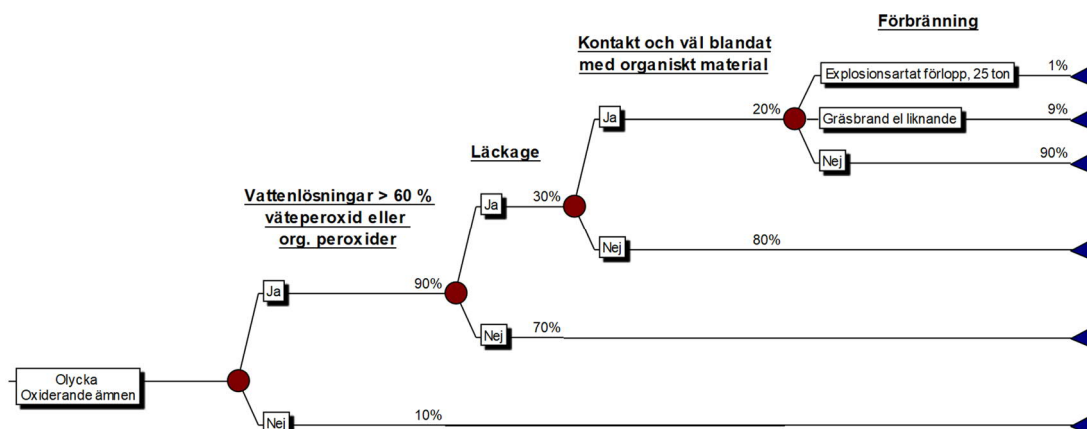 Förbränning
Kontakt och väl blandat
med organiskt material
Explosionsartat förlopp, 25 ton
1%
Ja
20%
Gräsbrand el liknande
9%
Läckage
Nej
90%
Vattenlösningar > 60 %
väteperoxid eller
org. peroxider
Ja
30%
Nej
80%
Ja
90%
Nej
70%
Olycka
Oxiderande ämnen
Nej
10%